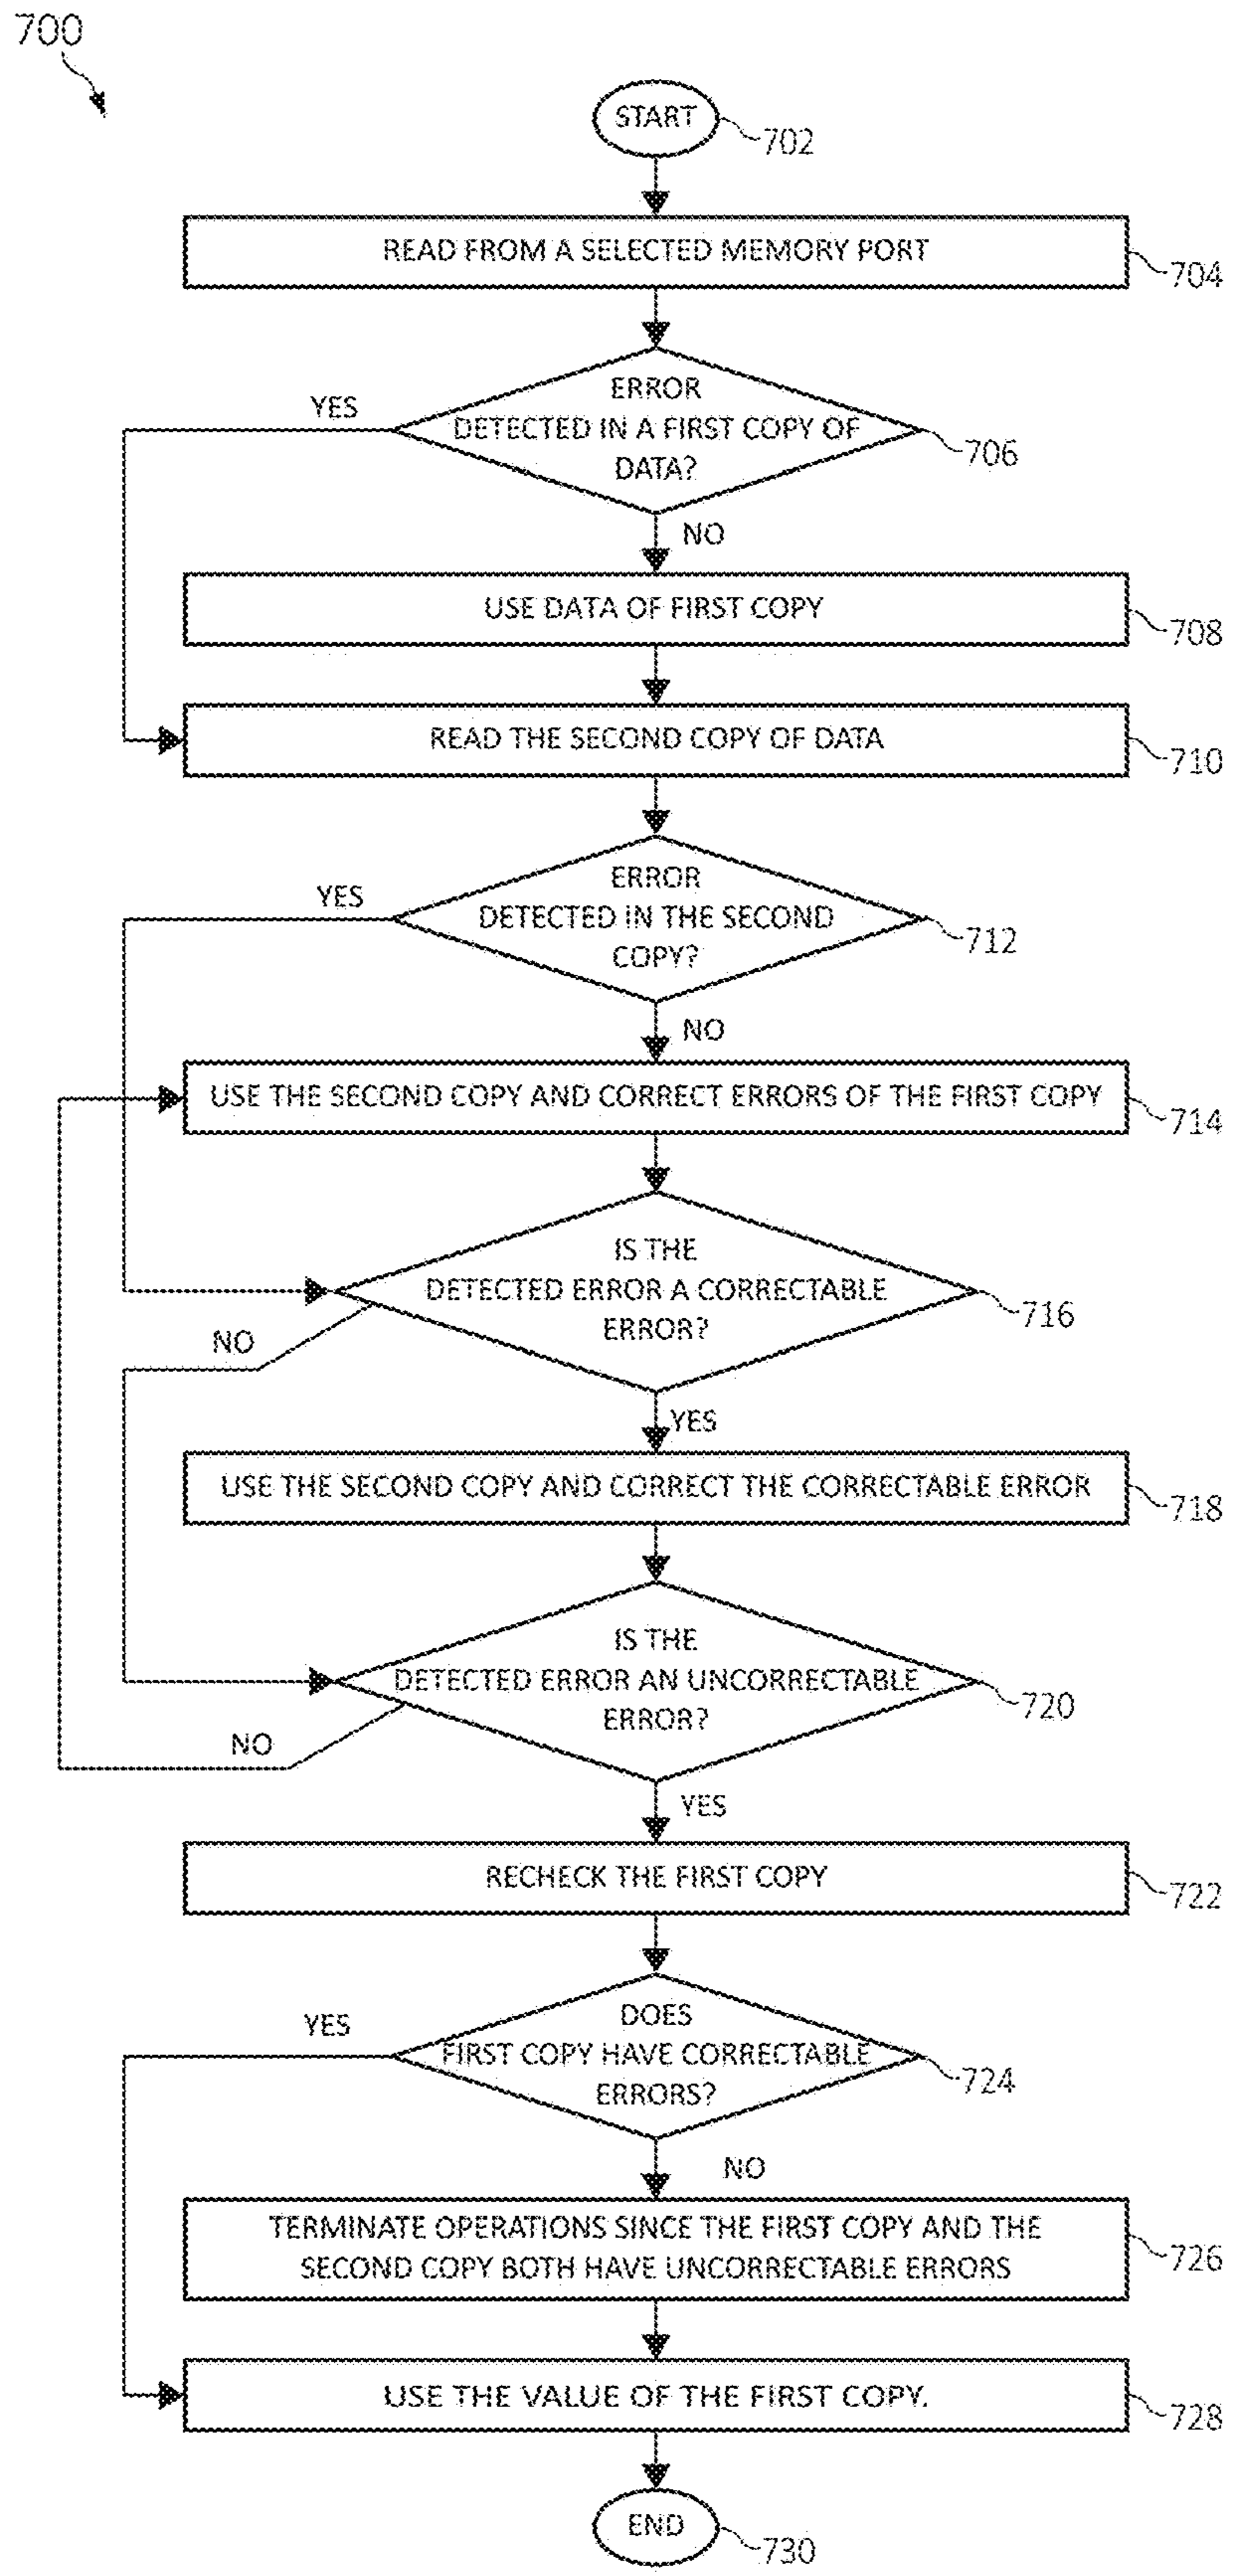 700
START
702
READ FROM A SELECTED MEMORY PORT
704
YES
ERROR
DETECTED IN A FIRST COPY OF
DATA?
706
NO
USE DATA OF FIRST COPY
708
READ THE SECOND COPY OF DATA
710
YES
ERROR
DETECTED IN THE SECOND
COPY?
712
NO
USE THE SECOND COPY AND CORRECT ERRORS OF THE FIRST COPY
714
IS THE
DETECTED ERROR A CORRECTABLE
ERROR?
716
NO
YES
USE THE SECOND COPY AND CORRECT THE CORRECTABLE ERROR
718
IS THE
DETECTED ERROR AN UNCORRECTABLE
ERROR?
720
NO
YES
RECHECK THE FIRST COPY
722
YES
DOES
FIRST COPY HAVE CORRECTABLE
ERRORS?
724
NO
TERMINATE OPERATIONS SINCE THE FIRST COPY AND THE
SECOND COPY BOTH HAVE UNCORRECTABLE ERRORS
726
USE THE VALUE OF THE FIRST COPY.
728
END
730